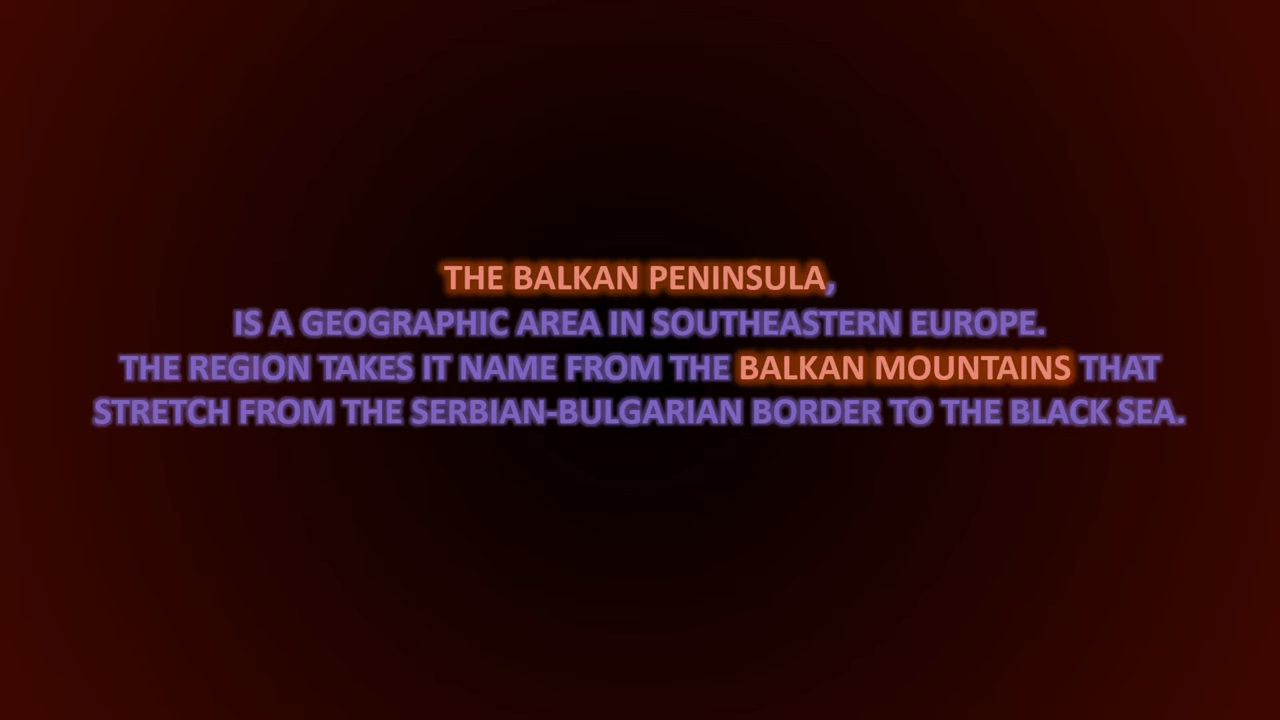 THE BALKAN PENINSULA,
IS A GEOGRAPHIC AREA IN SOUTHEASTERN EUROPE.
THE REGION TAKES IT NAME FROM THE BALKAN MOUNTAINS THAT
STRETCH FROM THE SERBIAN-BULGARIAN BORDER TO THE BLACK SEA.